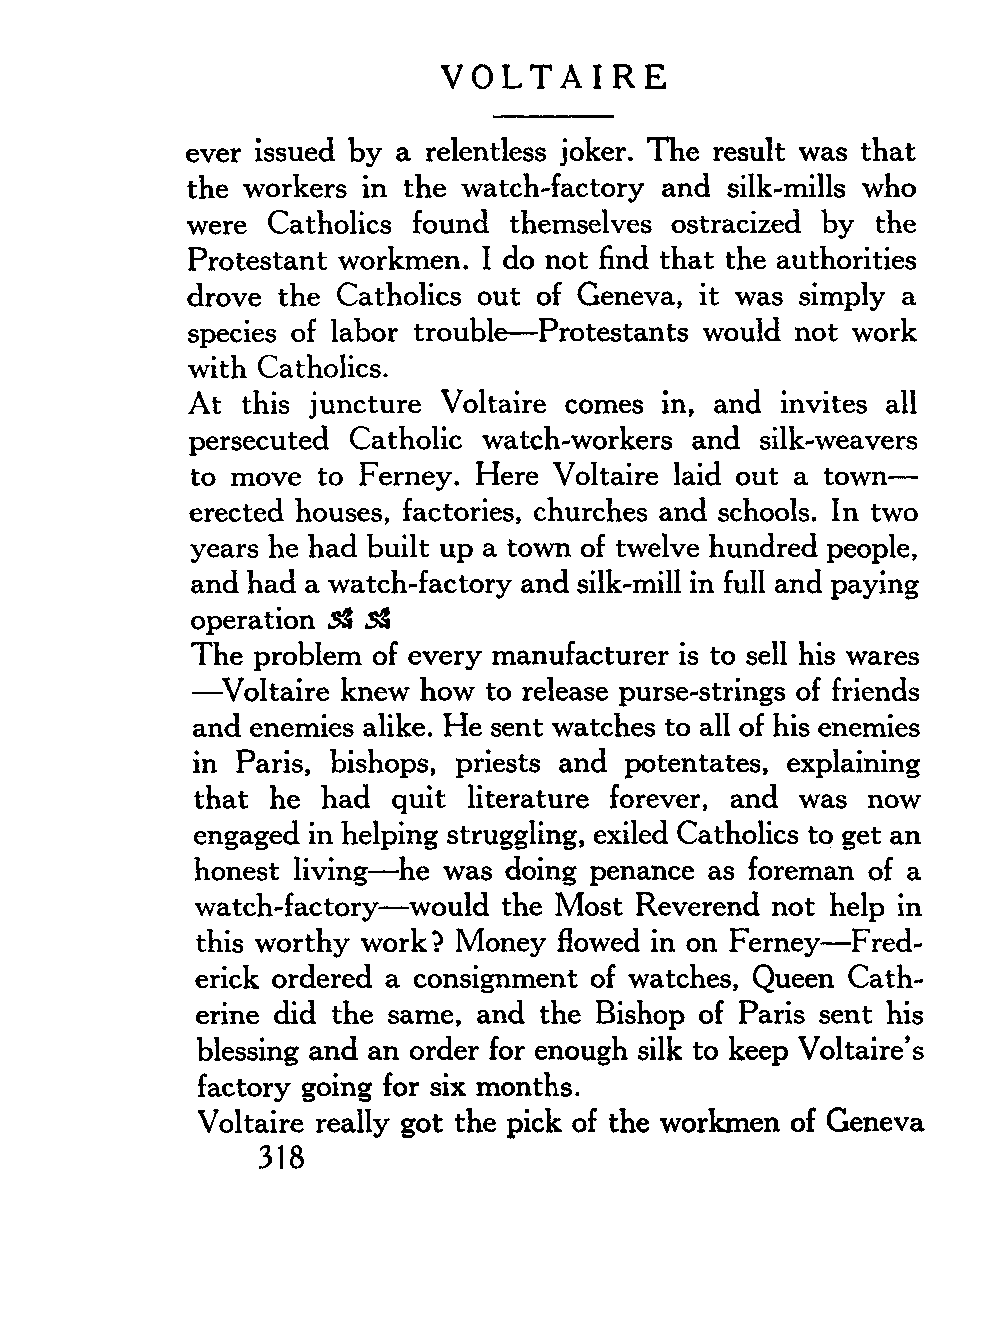 VOLTAIRE
ever issued by a relentless joker. The result was that
the workers in the watch-factory and silk-mills who
were Catholics found themselves ostracized by the
Protestant workmen. I do not find that the authorities
drove the Catholics out of Geneva, it was simply a
species of labor trouble—Protestants would not work
with Catholics.
At this juncture Voltaire comes in, and invites all
persecuted Catholic watch-workers and silk-weavers
to move to Ferney. Here Voltaire laid out a town—
erected houses, factories, churches and schools. In two
years he had built up a town of twelve hundred people,
and had a watch-factory and silk-mill in full and paying
operation
The problem of every manufacturer is to sell his wares
—Voltaire knew how to release purse-strings of friends
and enemies alike. He sent watches to all of his enemies
in Paris, bishops, priests and potentates, explaining
that he had quit literature forever, and was now
engaged in helping struggling, exiled Catholics to get an
honest living—he was doing penance as foreman of a
watch-factory—would the Most Reverend not help in
this worthy work? Money flowed in on Ferney—Fred-
erick ordered a consignment of watches, Queen Cath-
erine did the same, and the Bishop of Paris sent his
blessing and an order for enough silk to keep Voltaire's
factory going for six months.
Voltaire really got the pick of the workmen of Geneva
318